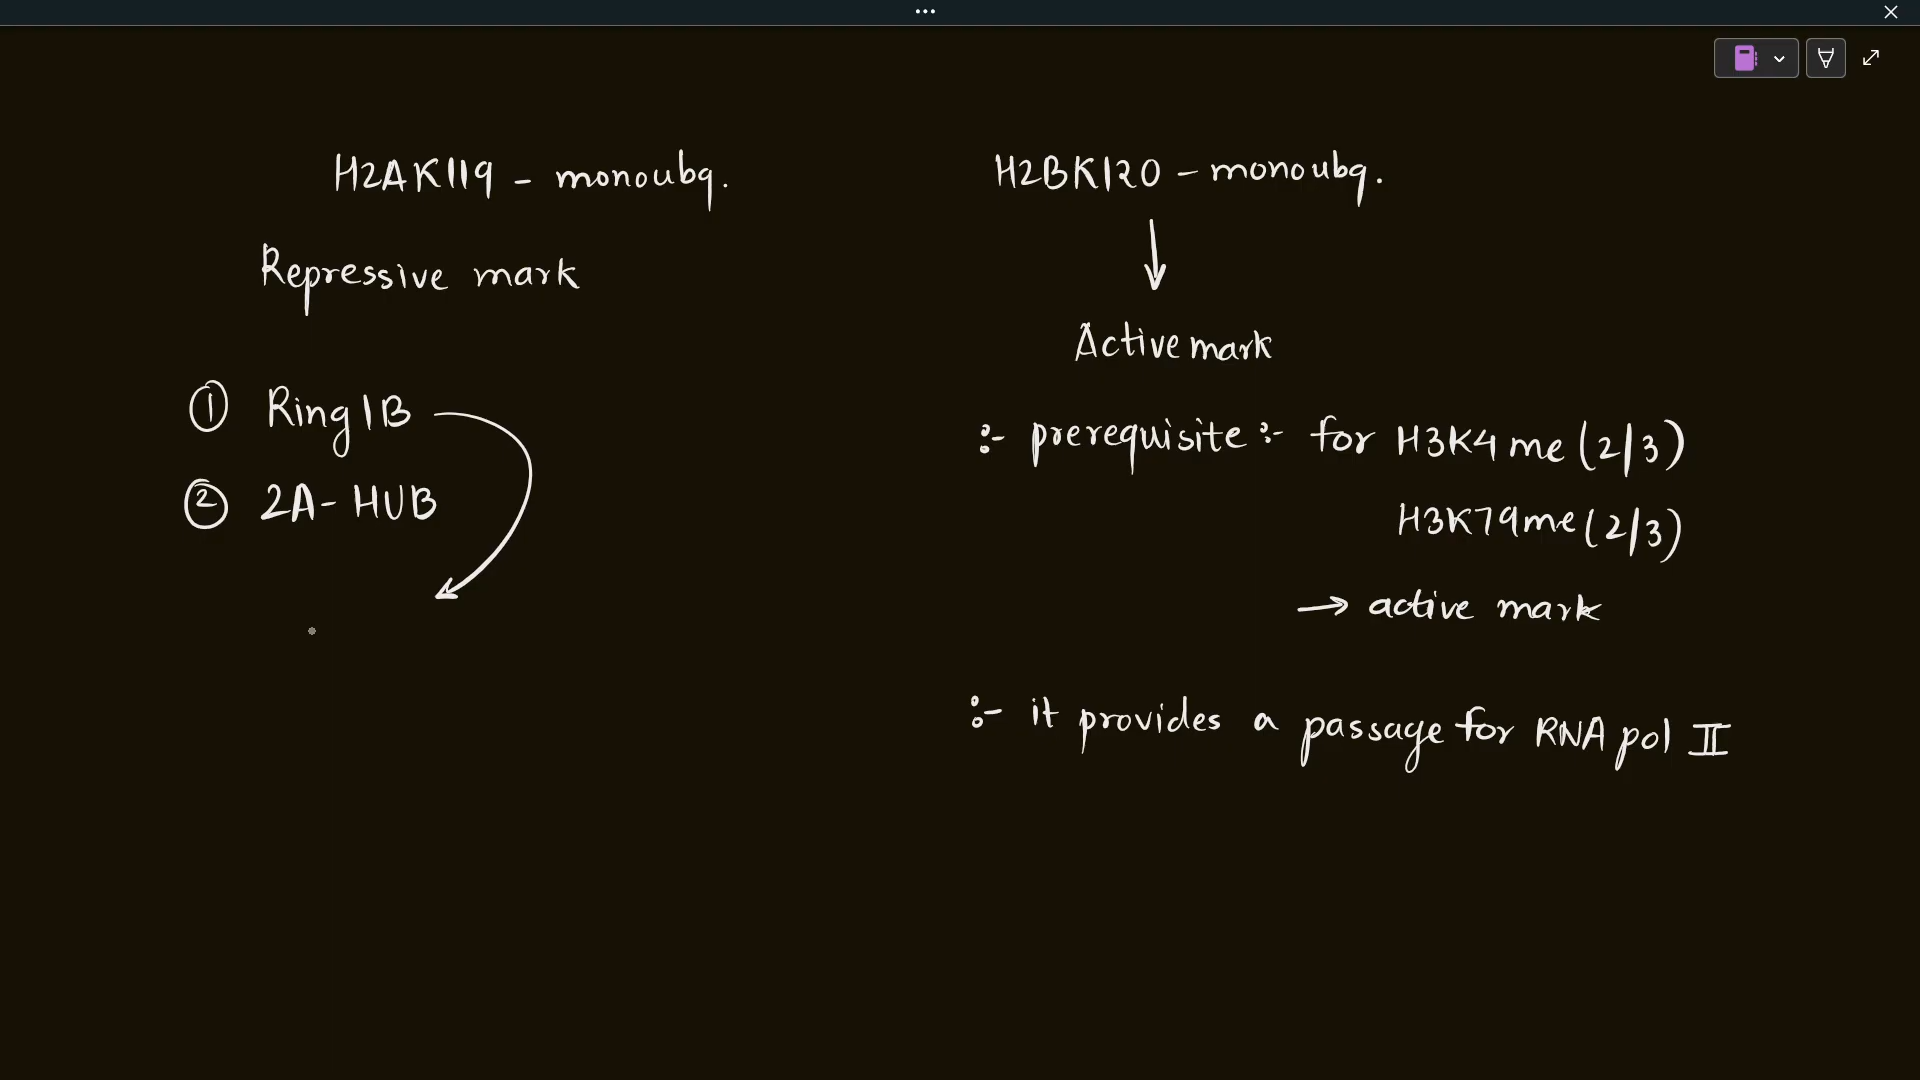 H2AK119 - monoubq.
Repressive mark
① Ring1B
② 2A-HUB
H2BK120 - monoubq.
Active mark
:- prerequisite :- for H3K4me(2/3)
H3K79me(2/3)
→ active mark
:- it provides a passage for RNA pol II